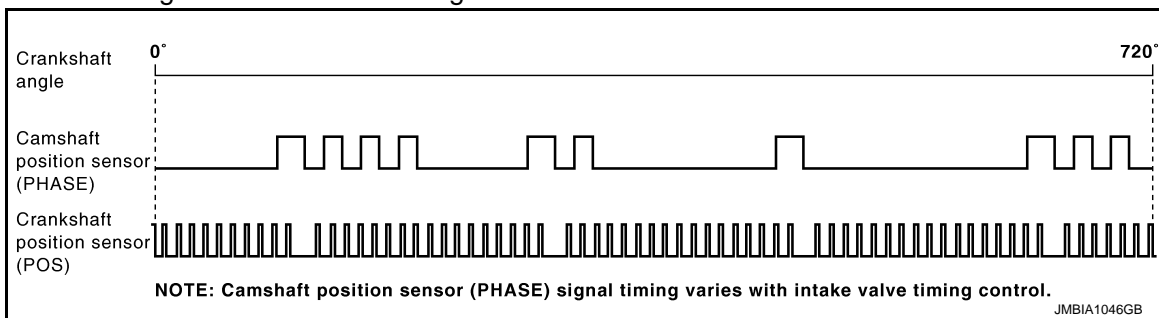 Crankshaft
angle
0°
720°
Camshaft
position sensor
(PHASE)
Crankshaft
position sensor
(POS)
NOTE: Camshaft position sensor (PHASE) signal timing varies with intake valve timing control.
JMBIA1046GB